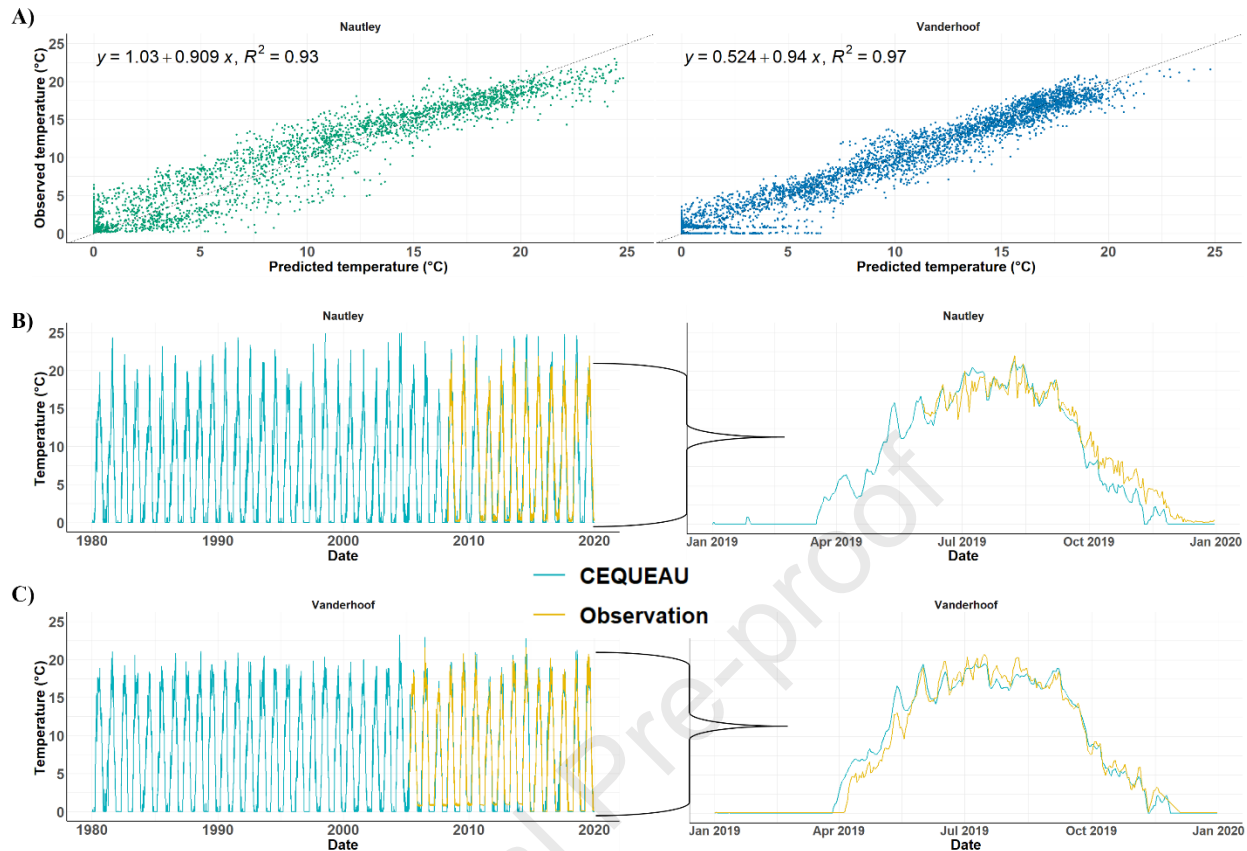 A)
Nautley
Vanderhoof
y = 1.03 + 0.909 x, R² = 0.93
y = 0.524 + 0.94 x, R² = 0.97
Observed temperature (°C)
25
20
15
10
5
0
0 5 10 15 20 25
0 5 10 15 20 25
Predicted temperature (°C)
Predicted temperature (°C)
B)
Nautley
Nautley
Temperature (°C)
25
20
15
10
5
0
1980 1990 2000 2010 2020
Date
Jan 2019 Apr 2019 Jul 2019 Oct 2019 Jan 2020
Date
CEQUEAU
Observation
C)
Vanderhoof
Vanderhoof
Temperature (°C)
25
20
15
10
5
0
1980 1990 2000 2010 2020
Date
Jan 2019 Apr 2019 Jul 2019 Oct 2019 Jan 2020
Date
l Pre-proof